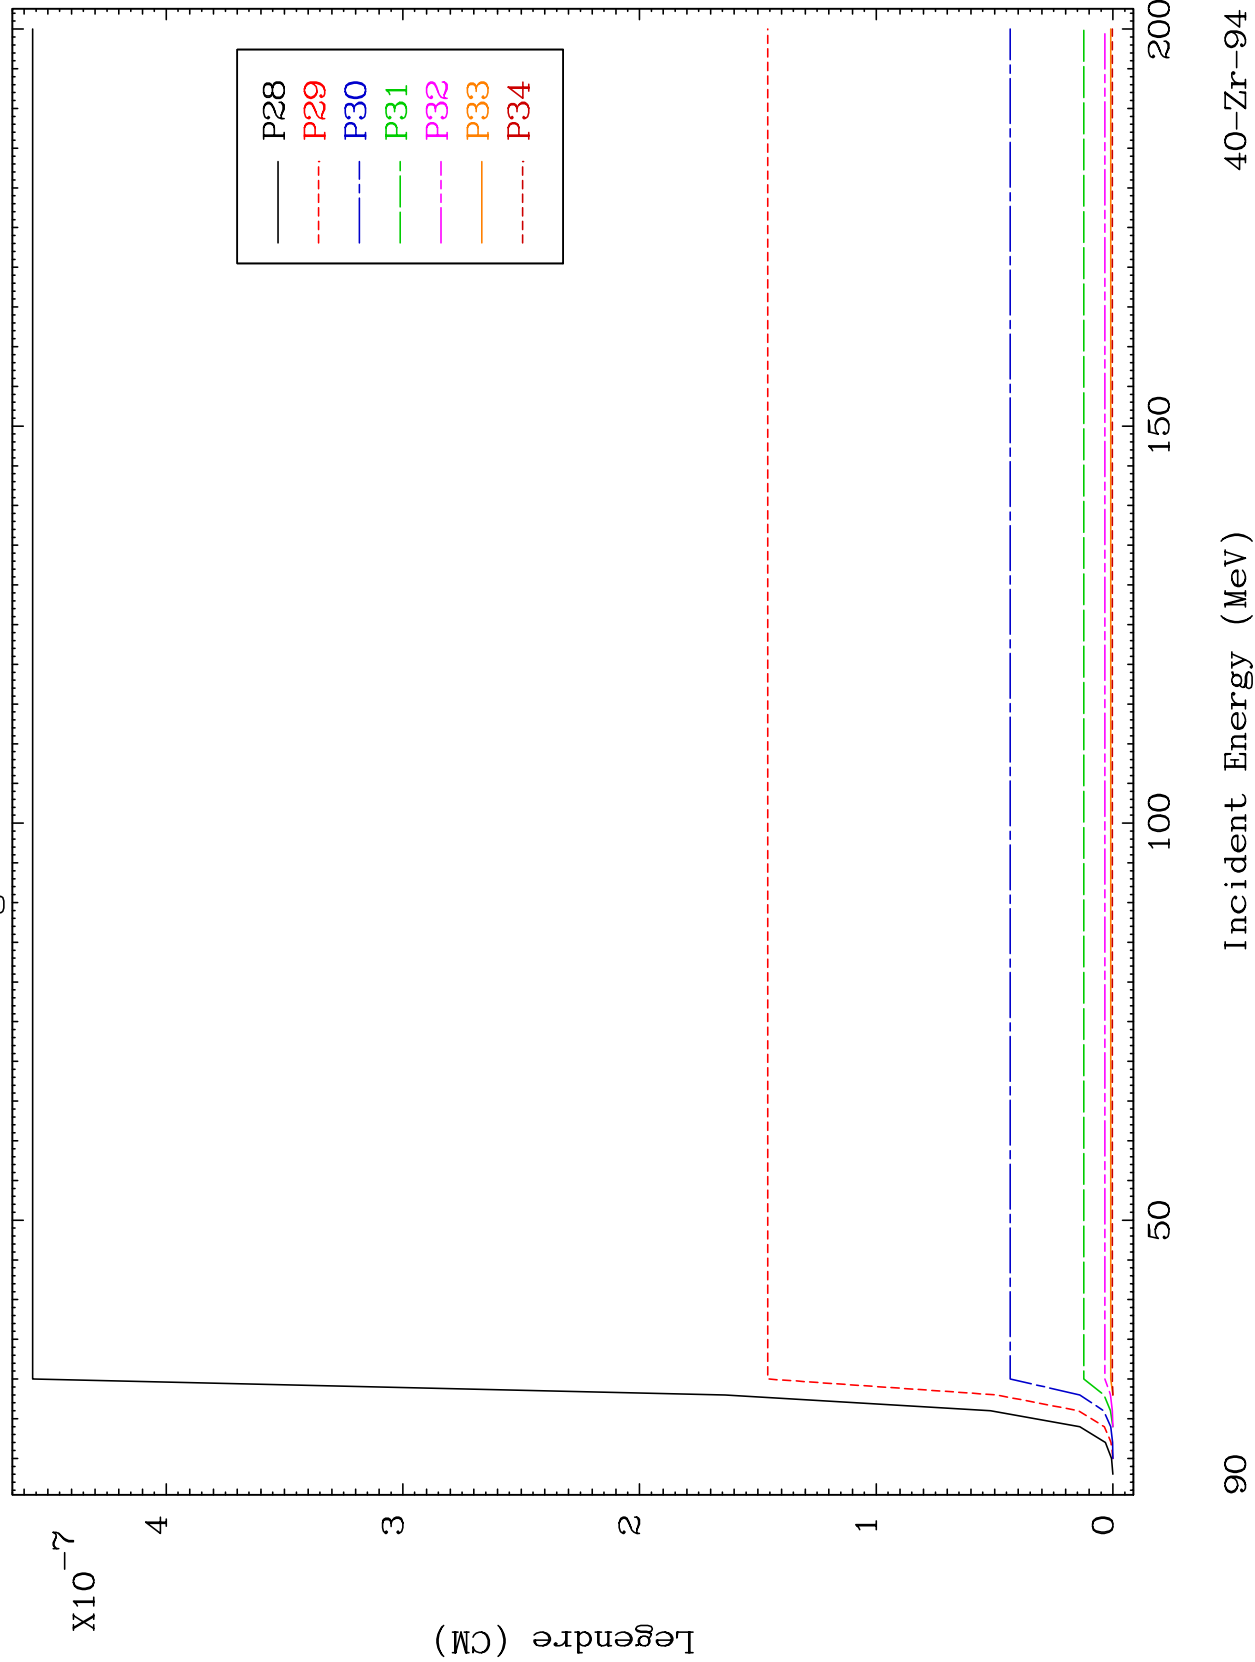 X10-7
Legendre (CM)
4
3
2
1
0
P28
P29
P30
P31
P32
P33
P34
50
100
150
200
Incident Energy (MeV)
90
40-Zr-94